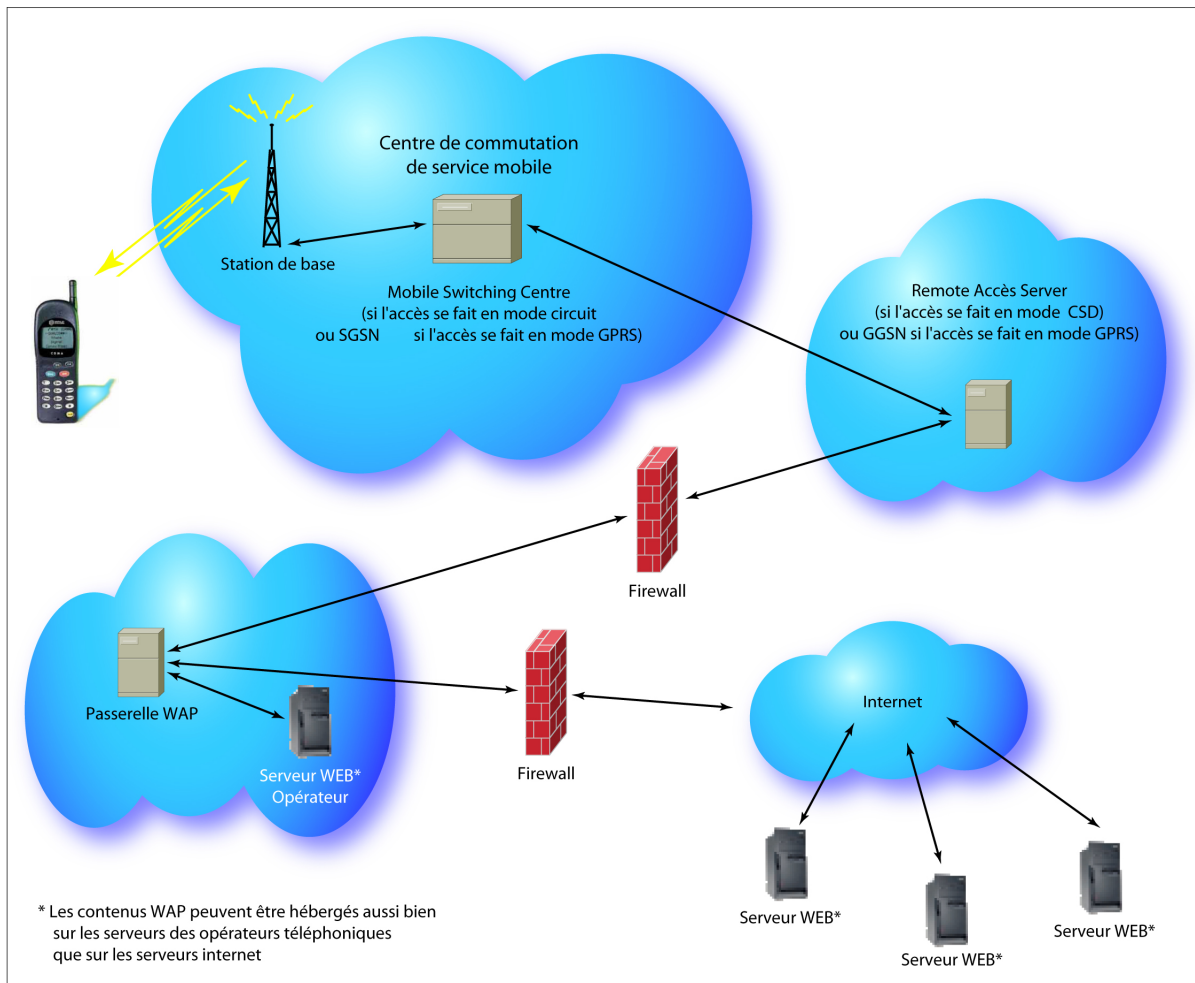 Centre de commutation
de service mobile
Station de base
Mobile Switching Centre
(si l'accès se fait en mode circuit
ou SGSN si l'accès se fait en mode GPRS)
Remote Accès Server
(si l'accès se fait en mode CSD)
ou GGSN si l'accès se fait en mode GPRS)
Firewall
Passerelle WAP
Serveur WEB*
Opérateur
Firewall
Internet
Serveur WEB*
Serveur WEB*
Serveur WEB*
* Les contenus WAP peuvent être hébergés aussi bien
sur les serveurs des opérateurs téléphoniques
que sur les serveurs internet